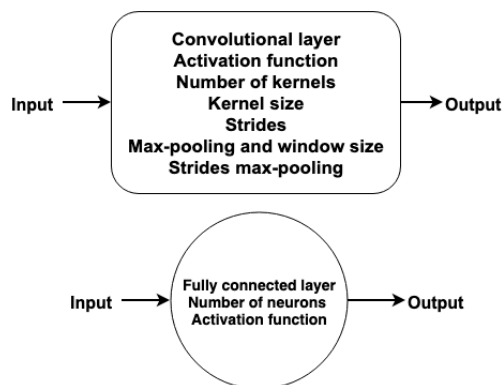 Convolutional layer
Activation function
Number of kernels
Input
Kernel size
Output
Strides
Max-pooling and window size
Strides max-pooling
Fully connected layer
Input
Number of neurons
Output
Activation function